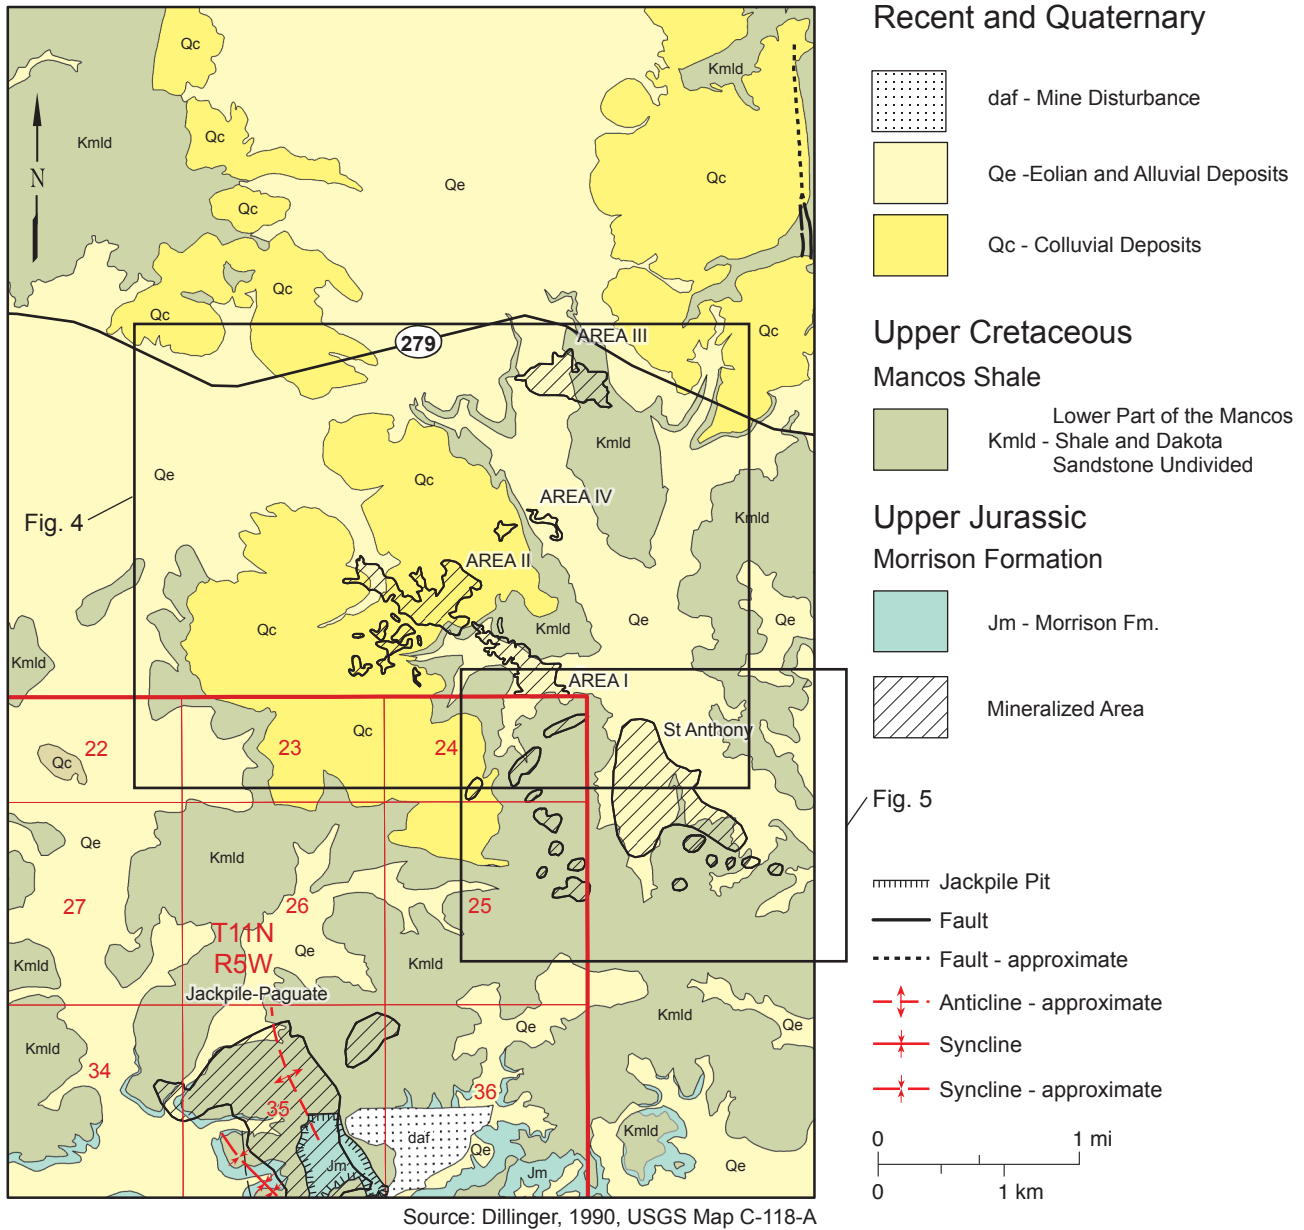 Qc
Kmld
Kmld
N
Qc
Qe
Qc
Qc
Qc
Qc
Qc
279
AREA III
Kmld
Qe
Qc
AREA IV
Kmld
Fig. 4
AREA II
Qc
Kmld
Qe
Qe
Kmld
AREA I
22
Qc
23
Qc
24
St Anthony
Fig. 5
Qe
Kmld
27
26
25
T11N
R5W
Qe
Kmld
Kmld
Jackpile-Paguate
Kmld
Qe
Kmld
Qe
34
35
36
daf
Qe
Kmld
Jm
Jm
Qe
Source: Dillinger, 1990, USGS Map C-118-A
Recent and Quaternary
daf - Mine Disturbance
Qe -Eolian and Alluvial Deposits
Qc - Colluvial Deposits
Upper Cretaceous
Mancos Shale
Lower Part of the Mancos
Kmld - Shale and Dakota
Sandstone Undivided
Upper Jurassic
Morrison Formation
Jm - Morrison Fm.
Mineralized Area
Jackpile Pit
Fault
Fault - approximate
Anticline - approximate
Syncline
Syncline - approximate
0 1 mi
0 1 km